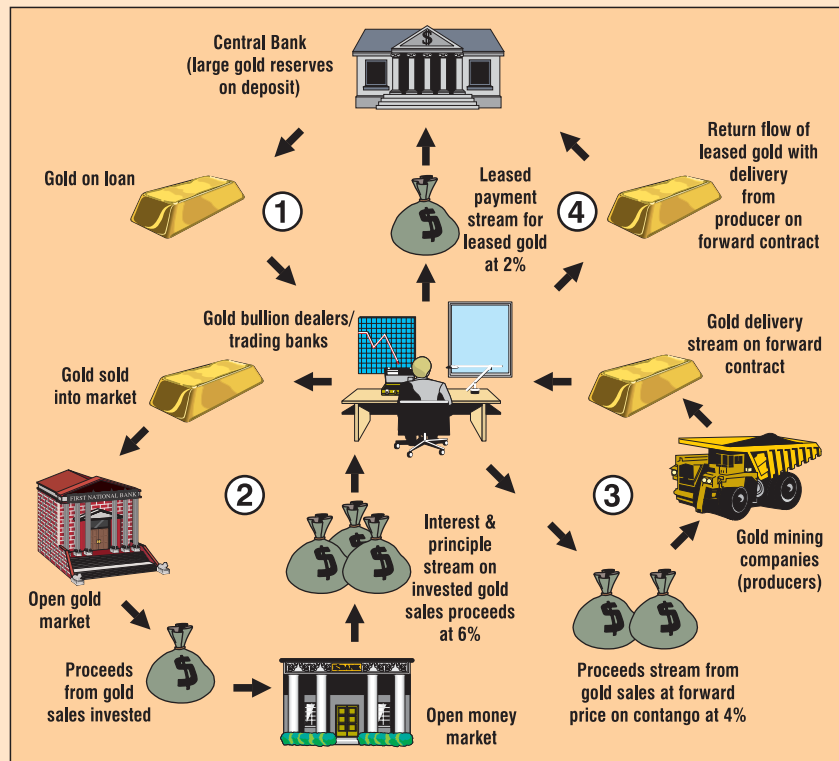 Central Bank
(large gold reserves
on deposit)
$
Gold on loan
1
$
Leased
payment
stream for
leased gold
at 2%
4
Return flow of
leased gold with
delivery
from
producer on
forward contract
Gold bullion dealers/
trading banks
Gold sold
into market
Gold delivery
stream on forward
contract
FIRST NATIONAL BANK
Open gold
market
2
$
$
$
Interest &
principle
stream on
invested gold
sales proceeds
at 6%
3
Gold mining
companies
(producers)
$
$
Proceeds stream from
gold sales at forward
price on contango at 4%
Proceeds
from gold
sales invested
$
$BANK
Open money
market